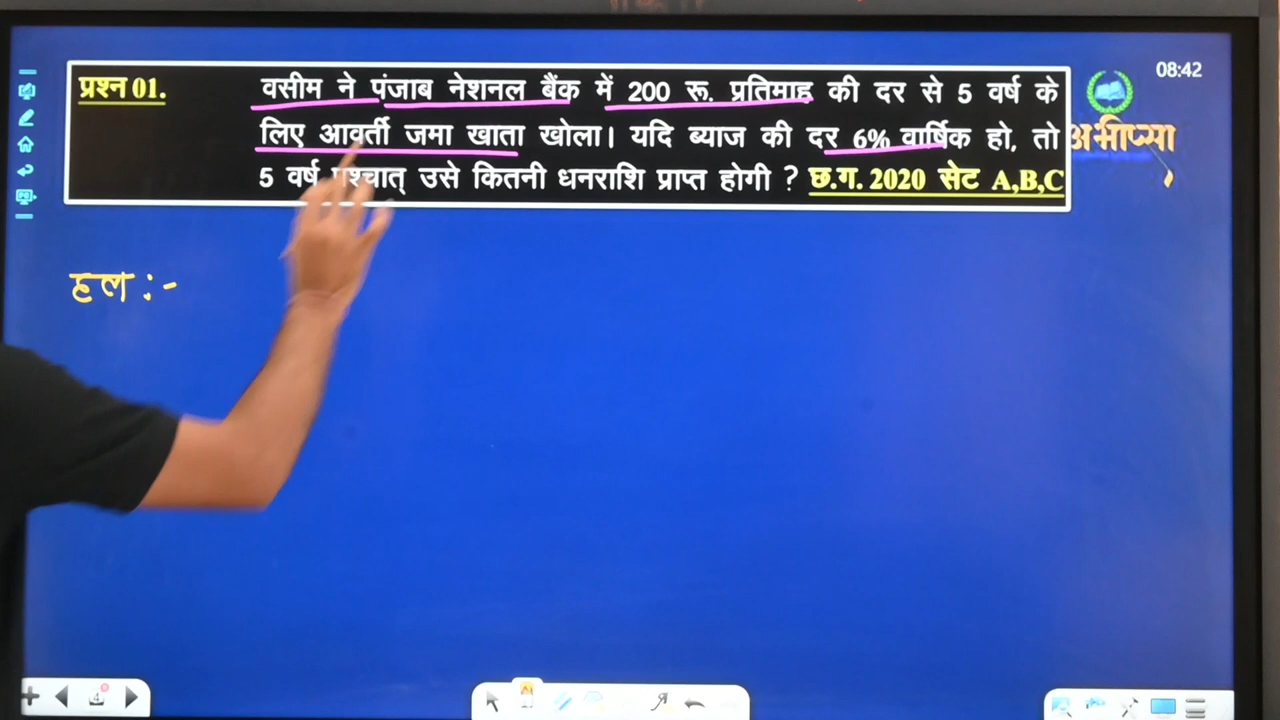 08:42
प्रश्न 01. वसीम ने पंजाब नेशनल बैंक में 200 रू. प्रतिमाह की दर से 5 वर्ष के
लिए आवर्ती जमा खाता खोला। यदि ब्याज की दर 6% वार्षिक हो, तो
5 वर्ष पश्चात् उसे कितनी धनराशि प्राप्त होगी ? छ.ग. 2020 सेट A,B,C
अभीप्सा
हल :-